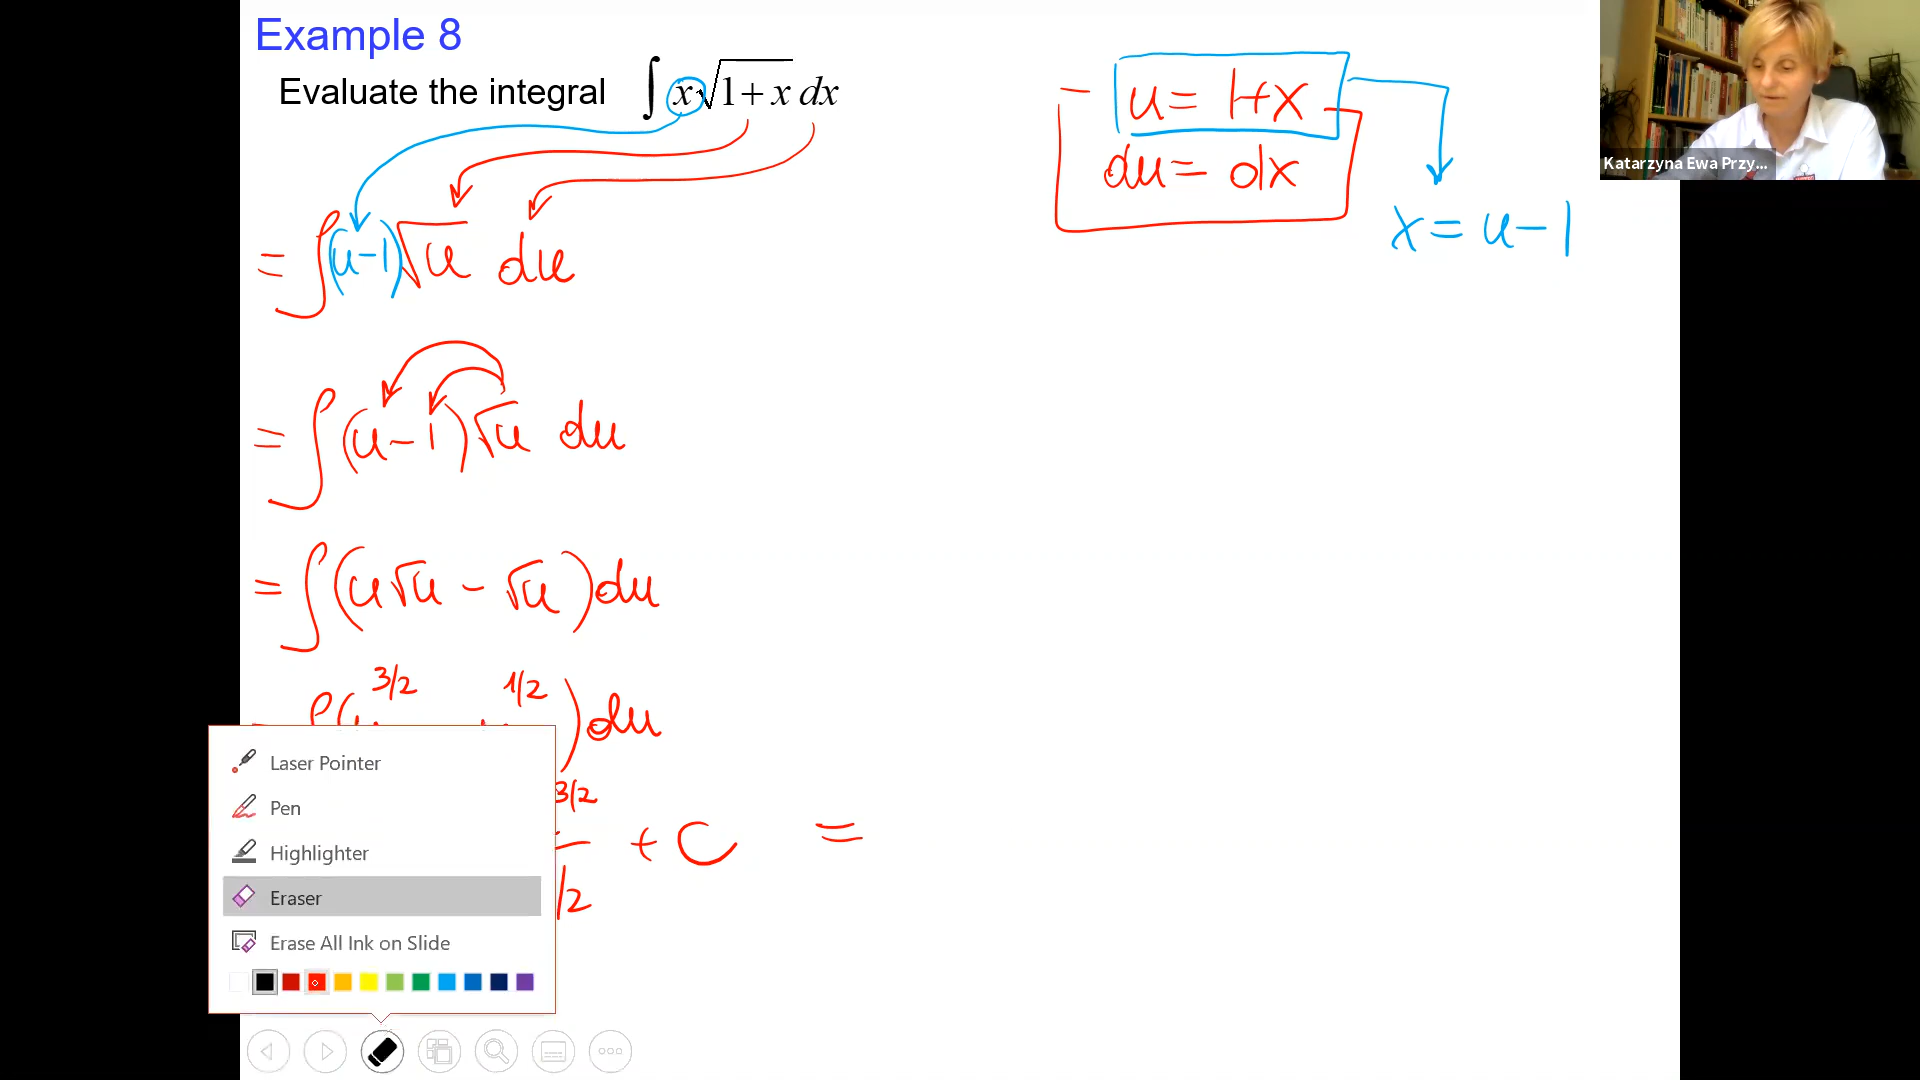 Example 8
Evaluate the integral ∫ x√(1+x) dx
u = 1+x
du = dx
x = u-1
= ∫(u-1)√u du
= ∫(u-1)√u du
= ∫(u√u - √u)du
3/2 1/2 )du
3/2
/2 + C =
Laser Pointer
Pen
Highlighter
Eraser
Erase All Ink on Slide
Katarzyna Ewa Przy...